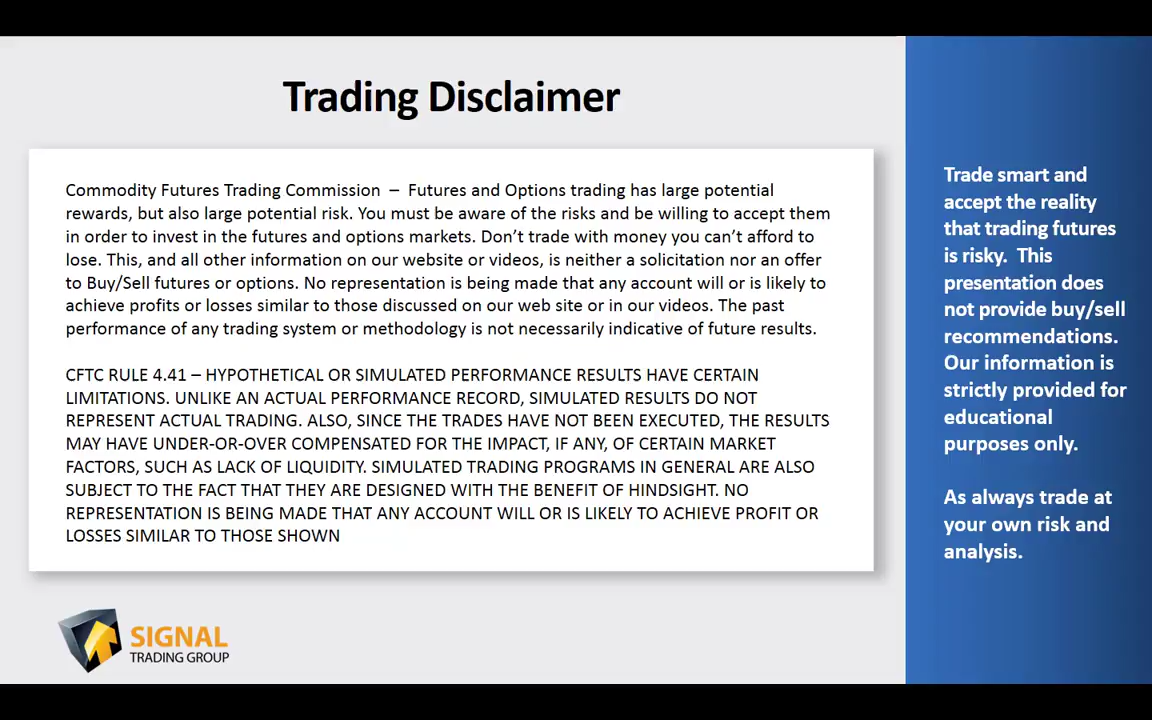 Trading Disclaimer
Commodity Futures Trading Commission – Futures and Options trading has large potential
rewards, but also large potential risk. You must be aware of the risks and be willing to accept them
in order to invest in the futures and options markets. Don’t trade with money you can’t afford to
lose. This, and all other information on our website or videos, is neither a solicitation nor an offer
to Buy/Sell futures or options. No representation is being made that any account will or is likely to
achieve profits or losses similar to those discussed on our web site or in our videos. The past
performance of any trading system or methodology is not necessarily indicative of future results.
CFTC RULE 4.41 – HYPOTHETICAL OR SIMULATED PERFORMANCE RESULTS HAVE CERTAIN
LIMITATIONS. UNLIKE AN ACTUAL PERFORMANCE RECORD, SIMULATED RESULTS DO NOT
REPRESENT ACTUAL TRADING. ALSO, SINCE THE TRADES HAVE NOT BEEN EXECUTED, THE RESULTS
MAY HAVE UNDER-OR-OVER COMPENSATED FOR THE IMPACT, IF ANY, OF CERTAIN MARKET
FACTORS, SUCH AS LACK OF LIQUIDITY. SIMULATED TRADING PROGRAMS IN GENERAL ARE ALSO
SUBJECT TO THE FACT THAT THEY ARE DESIGNED WITH THE BENEFIT OF HINDSIGHT. NO
REPRESENTATION IS BEING MADE THAT ANY ACCOUNT WILL OR IS LIKELY TO ACHIEVE PROFIT OR
LOSSES SIMILAR TO THOSE SHOWN
SIGNAL
TRADING GROUP
Trade smart and
accept the reality
that trading futures
is risky. This
presentation does
not provide buy/sell
recommendations.
Our information is
strictly provided for
educational
purposes only.
As always trade at
your own risk and
analysis.